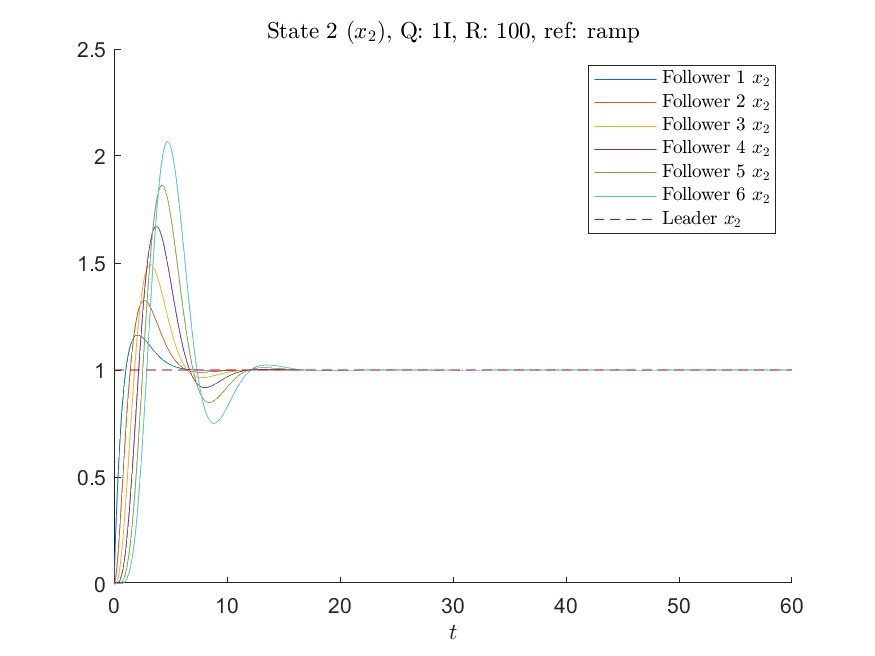 State 2 (x₂), Q: 1I, R: 100, ref: ramp
2.5
2
1.5
1
0.5
0
0 10 20 30 40 50 60
t
Follower 1 x₂
Follower 2 x₂
Follower 3 x₂
Follower 4 x₂
Follower 5 x₂
Follower 6 x₂
Leader x₂